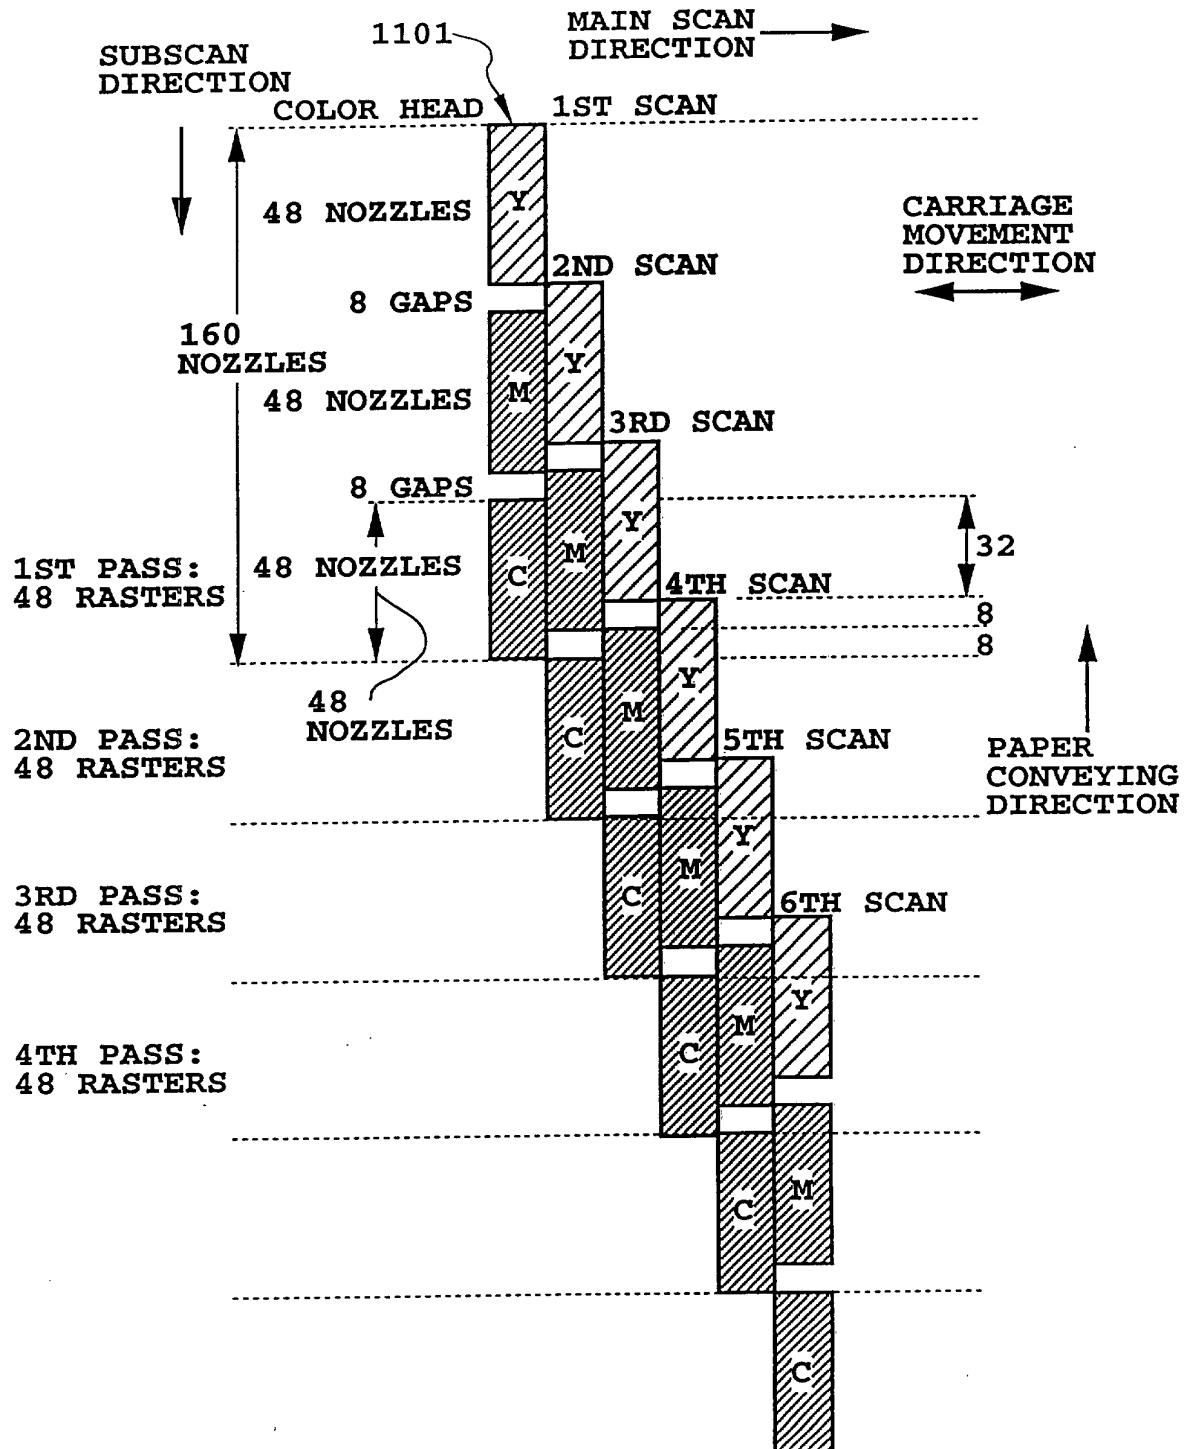 1101
MAIN SCAN
DIRECTION
SUBSCAN
DIRECTION
COLOR HEAD
1ST SCAN
Y
48 NOZZLES
CARRIAGE
MOVEMENT
DIRECTION
2ND SCAN
8 GAPS
160
NOZZLES
Y
M
48 NOZZLES
3RD SCAN
8 GAPS
Y
32
M
1ST PASS:
48 RASTERS
48 NOZZLES
C
4TH SCAN
8
8
Y
48
NOZZLES
M
C
2ND PASS:
48 RASTERS
5TH SCAN
PAPER
CONVEYING
DIRECTION
Y
M
C
3RD PASS:
48 RASTERS
6TH SCAN
Y
M
C
4TH PASS:
48 RASTERS
M
C
C